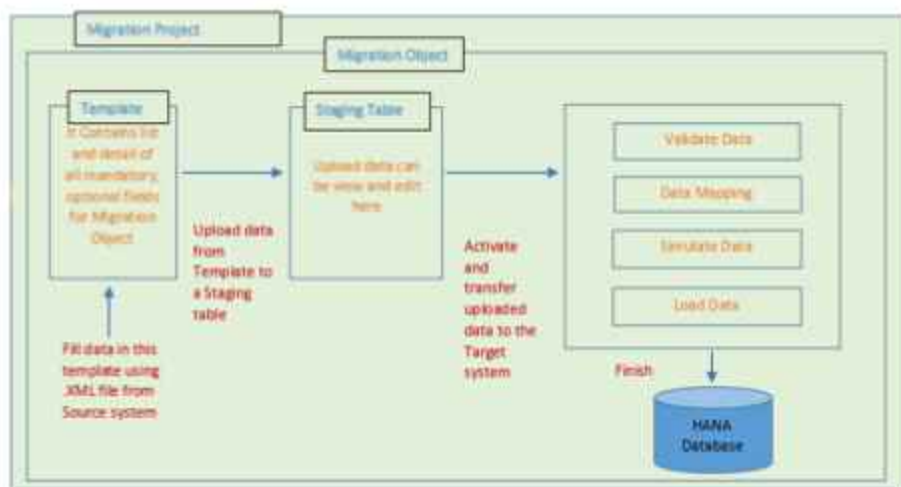 Migration Project
Migration Object
Template
It Contains list
and detail of
all mandatory,
optional fields
for Migration
Object
Fill data in this
template using
.XML file from
Source system
Upload data
from
Template to
a Staging
table
Staging Table
Upload data can
be view and edit
here
Activate
and
transfer
uploaded
data to the
Target
system
Validate Data
Data Mapping
Simulate Data
Load Data
Finish
HANA
Database